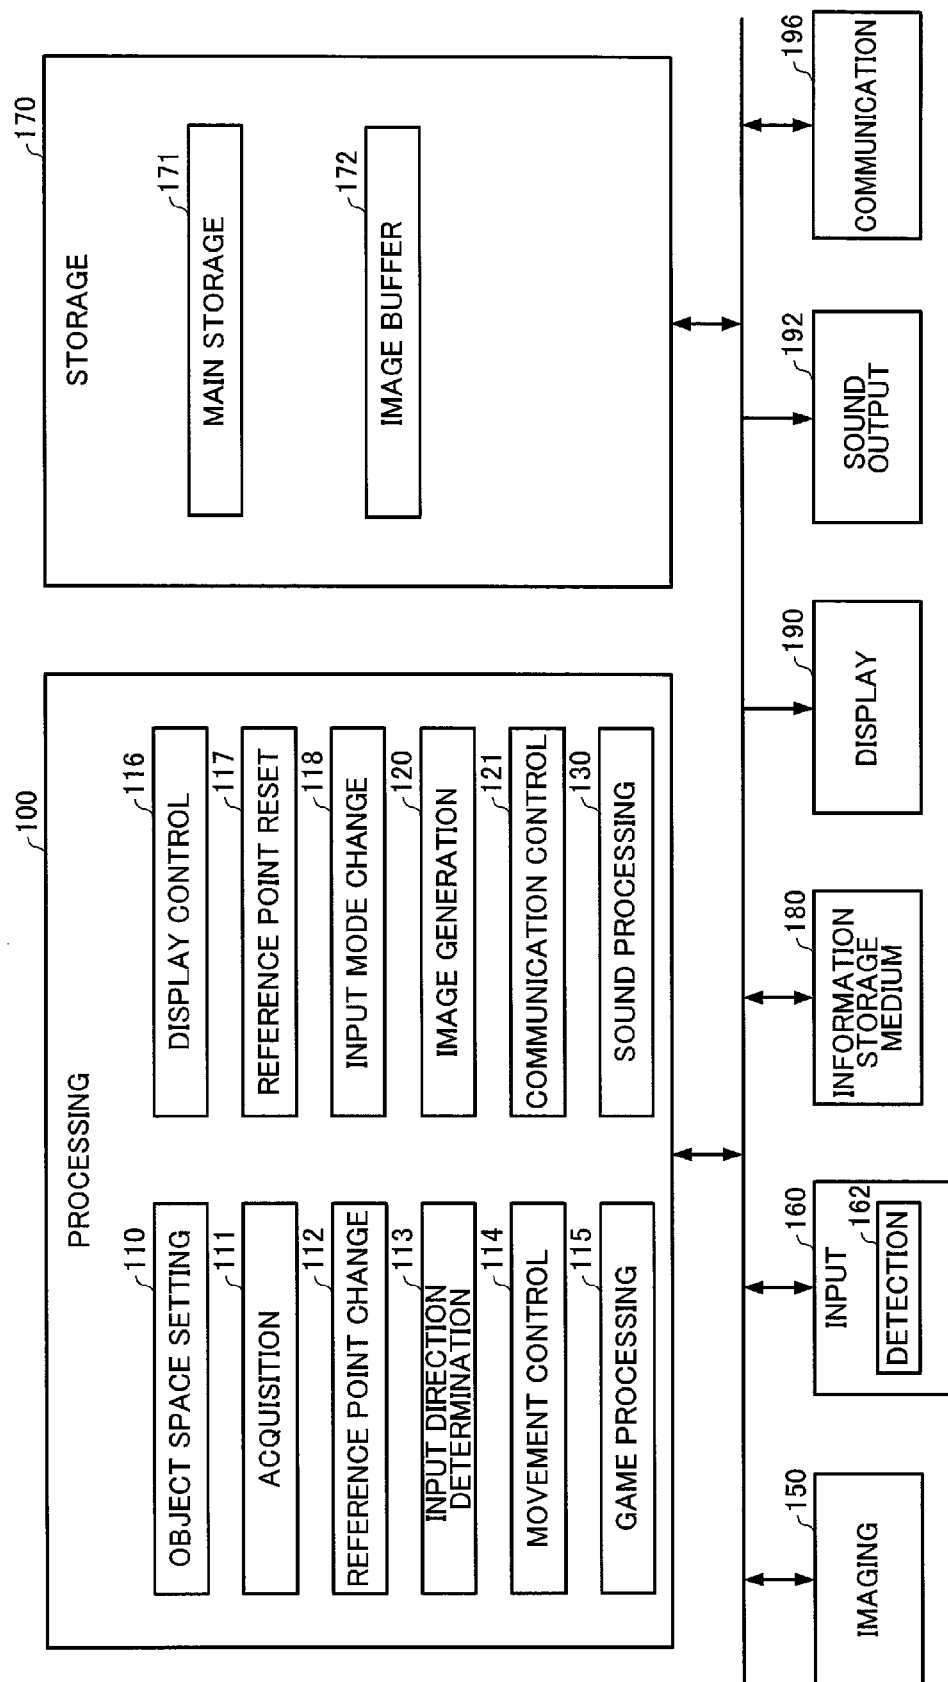 100
PROCESSING
110
OBJECT SPACE SETTING
111
ACQUISITION
112
REFERENCE POINT CHANGE
113
INPUT DIRECTION
DETERMINATION
114
MOVEMENT CONTROL
115
GAME PROCESSING
116
DISPLAY CONTROL
117
REFERENCE POINT RESET
118
INPUT MODE CHANGE
120
IMAGE GENERATION
121
COMMUNICATION CONTROL
130
SOUND PROCESSING
170
STORAGE
171
MAIN STORAGE
172
IMAGE BUFFER
150
IMAGING
160
INPUT
162
DETECTION
180
INFORMATION
STORAGE
MEDIUM
190
DISPLAY
192
SOUND
OUTPUT
196
COMMUNICATION